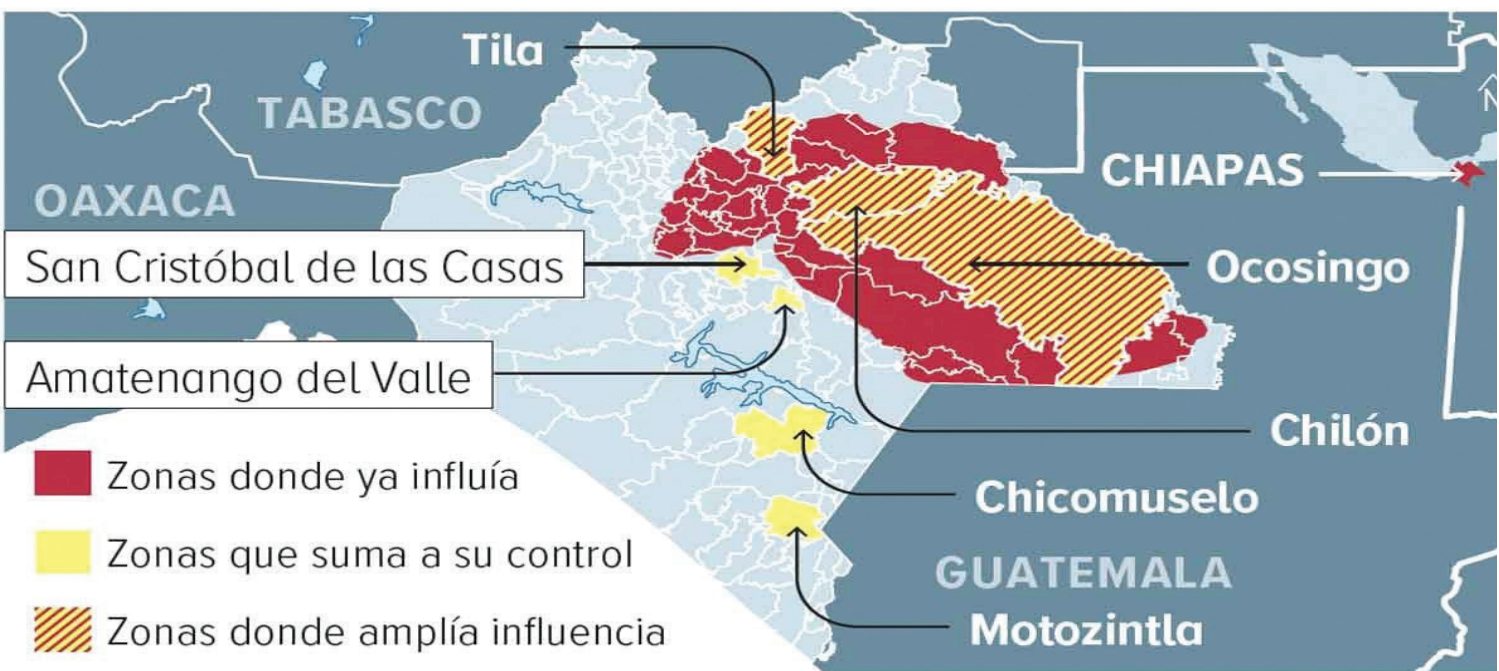 Tila
TABASCO
OAXACA
CHIAPAS
N
San Cristóbal de las Casas
Ocosingo
Amatenango del Valle
Chilón
Zonas donde ya influía
Chicomuselo
Zonas que suma a su control
GUATEMALA
Zonas donde amplía influencia
Motozintla